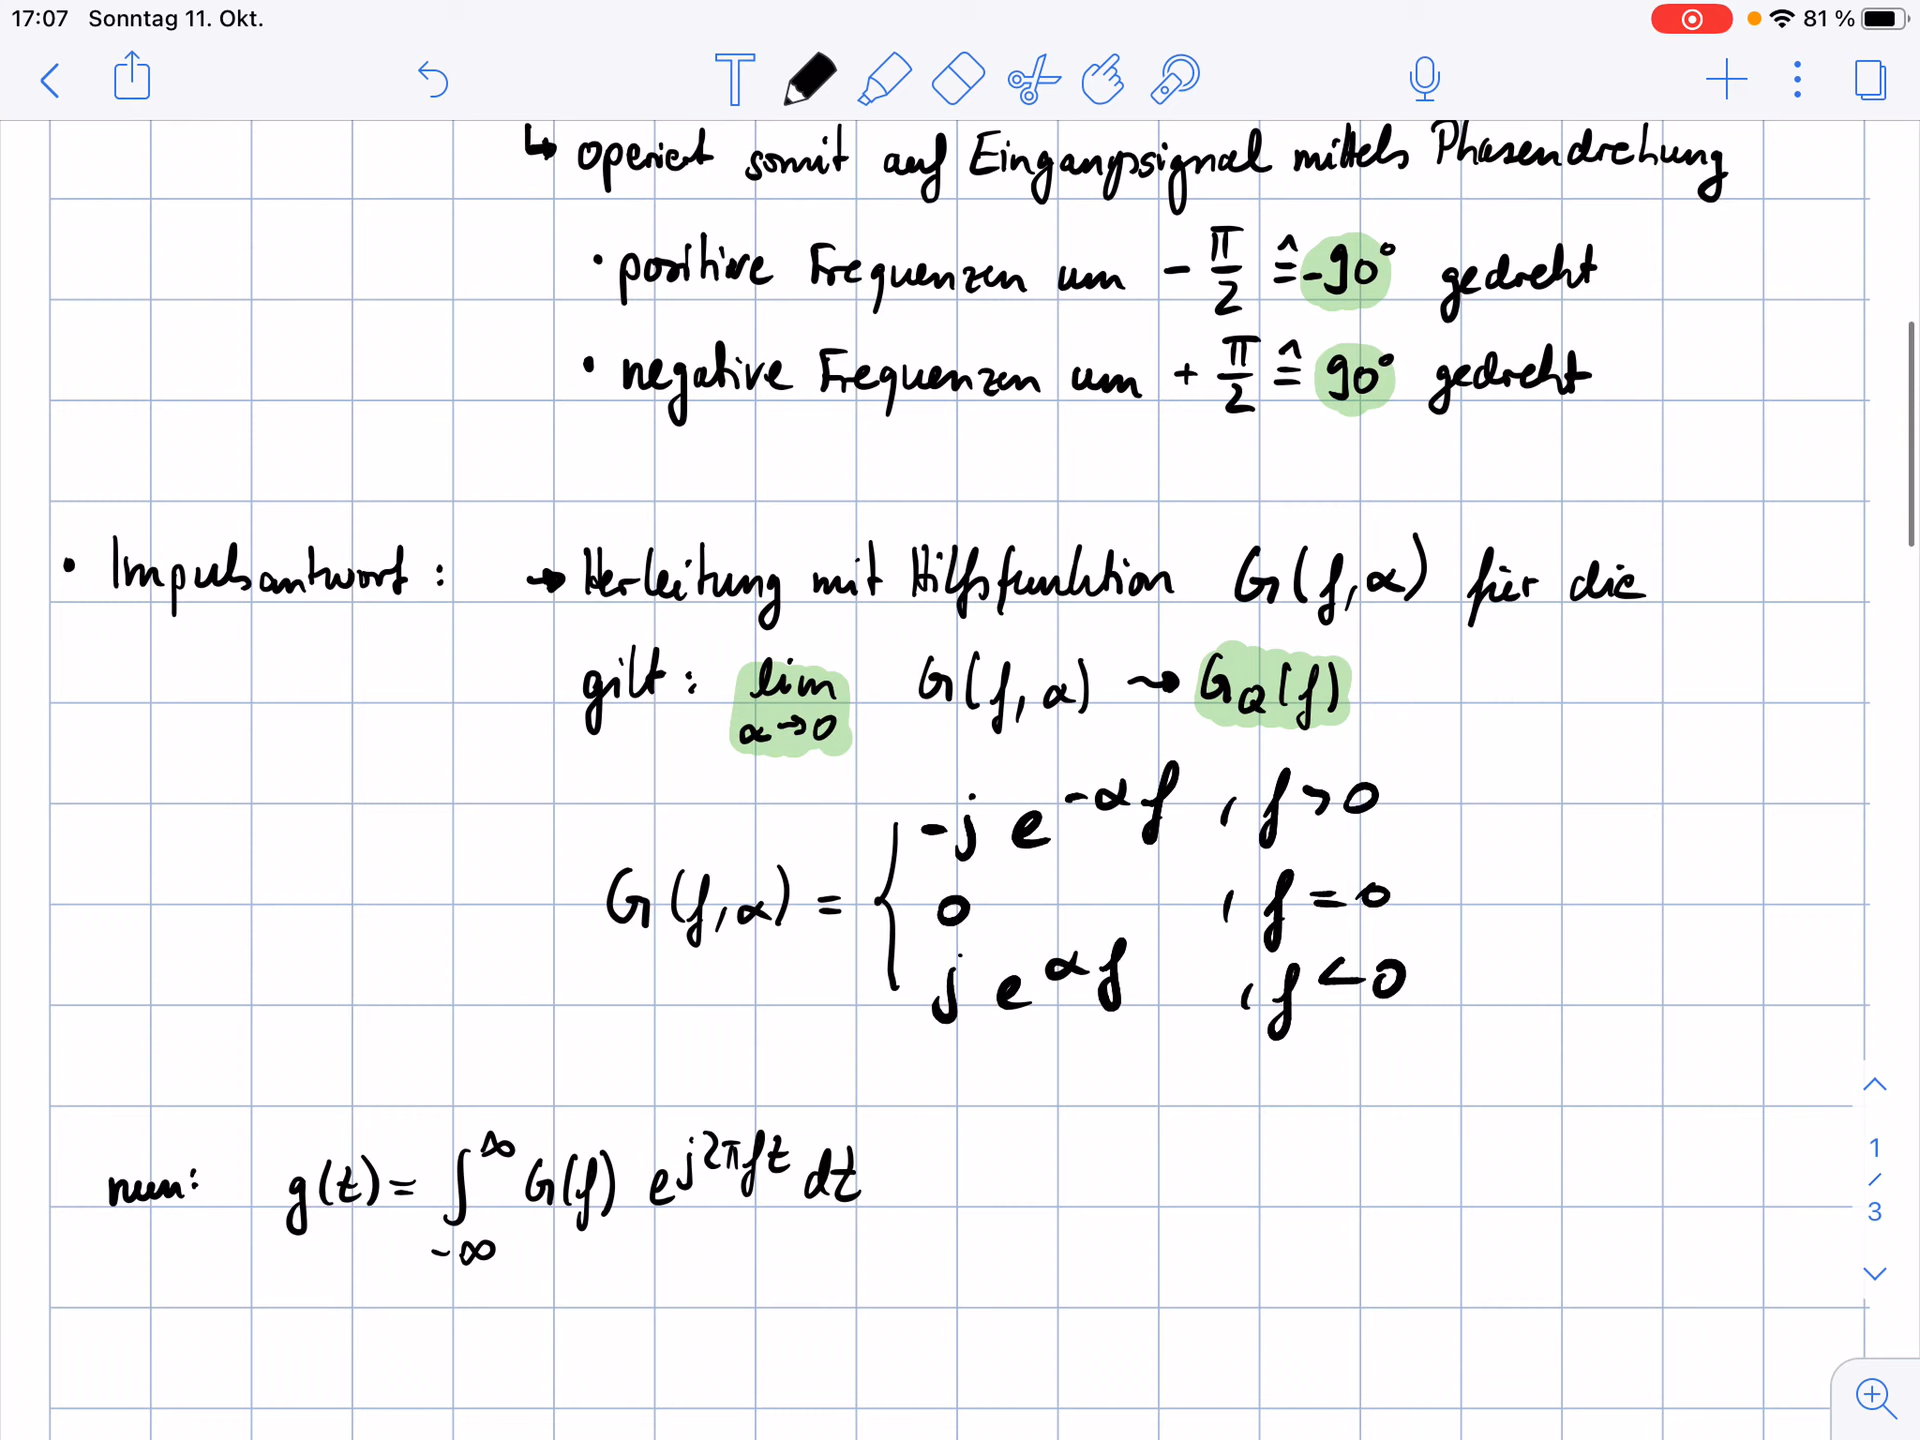 17:07 Sonntag 11. Okt. 81 %
↳ operiert somit auf Eingangssignal mittels Phasendrehung
• positive Frequenzen um - π/2 ≙ -90° gedreht
• negative Frequenzen um + π/2 ≙ 90° gedreht
• Impulsantwort : → Herleitung mit Hilfsfunktion G(f,α) für die
gilt : lim α→0 G(f,α) → G_Q(f)
-j e^{-αf} , f > 0
G(f,α) = { 0 , f = 0
j e^{αf} , f < 0
nun: g(t) = ∫_{-∞}^{∞} G(f) e^{j2πft} dt
1
/
3